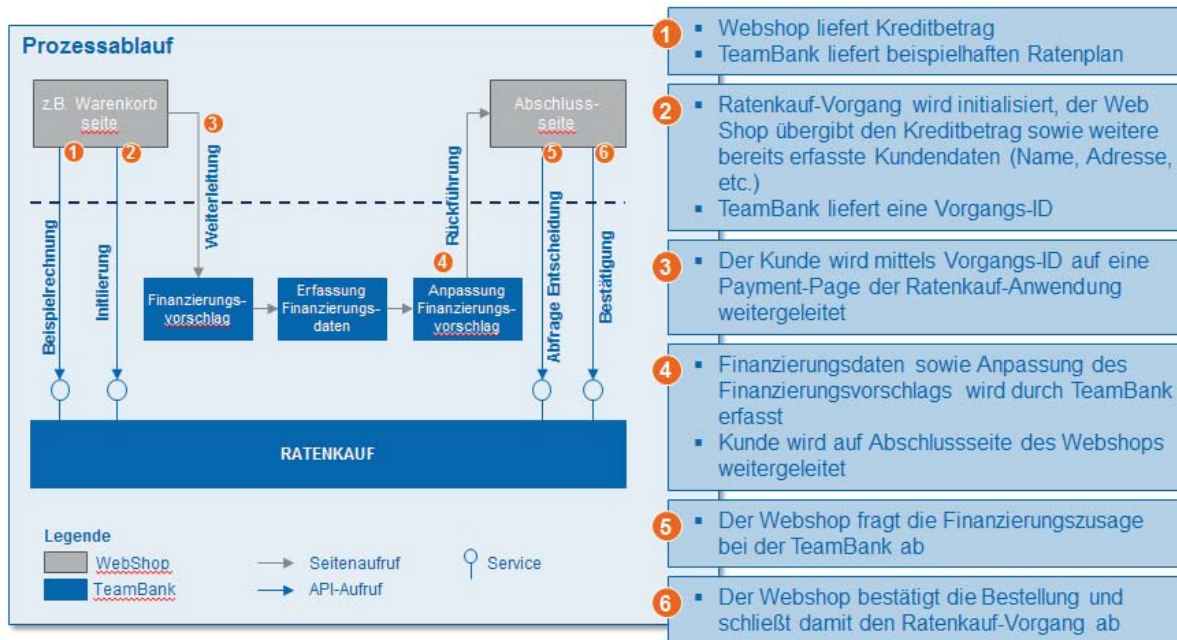 Prozessablauf
z.B. Warenkorb
seite
1
2
3
Weiterleitung
Abschluss-
seite
5
6
Rückführung
4
Beispielrechnung
Initiierung
Finanzierungs-
vorschlag
Erfassung
Finanzierungs-
daten
Anpassung
Finanzierungs-
vorschlag
Abfrage Entscheidung
Bestätigung
RATENKAUF
Legende
WebShop
TeamBank
Seitenaufruf
API-Aufruf
Service
1
▪ Webshop liefert Kreditbetrag
▪ TeamBank liefert beispielhaften Ratenplan
2
▪ Ratenkauf-Vorgang wird initialisiert, der Web
Shop übergibt den Kreditbetrag sowie weitere
bereits erfasste Kundendaten (Name, Adresse,
etc.)
▪ TeamBank liefert eine Vorgangs-ID
3
▪ Der Kunde wird mittels Vorgangs-ID auf eine
Payment-Page der Ratenkauf-Anwendung
weitergeleitet
4
▪ Finanzierungsdaten sowie Anpassung des
Finanzierungsvorschlags wird durch TeamBank
erfasst
▪ Kunde wird auf Abschlussseite des Webshops
weitergeleitet
5
▪ Der Webshop fragt die Finanzierungszusage
bei der TeamBank ab
6
▪ Der Webshop bestätigt die Bestellung und
schließt damit den Ratenkauf-Vorgang ab